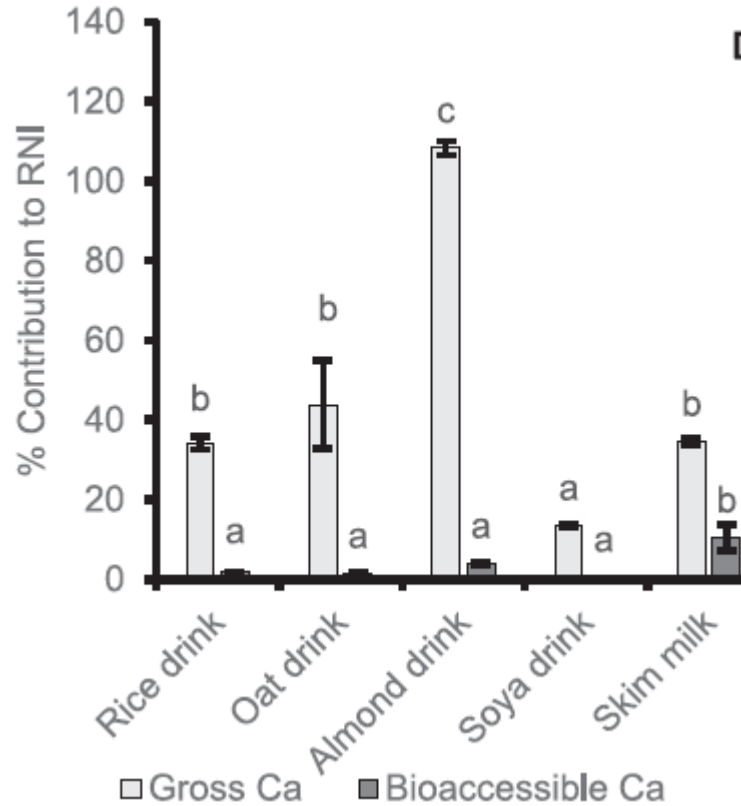 140
D
120
c
100
80
b
60
b
b
40
a
20
a
a
a
a
b
0
% Contribution to RNI
Rice drink
Oat drink
Almond drink
Soya drink
Skim milk
Gross Ca
Bioaccessible Ca